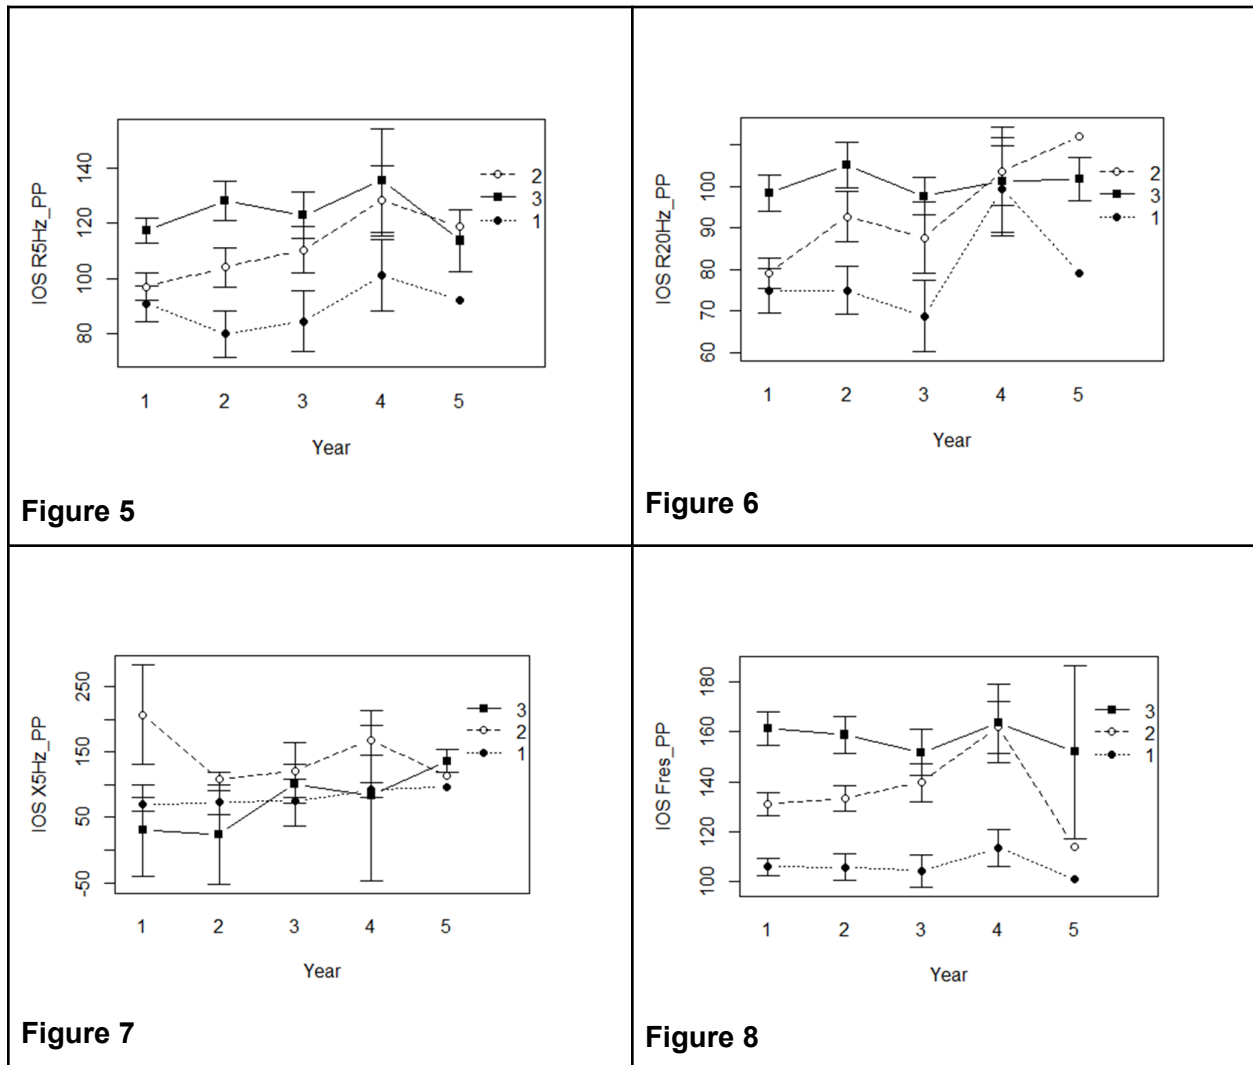 IOS R5Hz_PP
140
120
100
80
2
3
1
1 2 3 4 5
Year
Figure 5
IOS R20Hz_PP
100
90
80
70
60
2
3
1
1 2 3 4 5
Year
Figure 6
IOS X5Hz_PP
250
150
50
-50
3
2
1
1 2 3 4 5
Year
Figure 7
IOS Fres_PP
180
160
140
120
100
3
2
1
1 2 3 4 5
Year
Figure 8